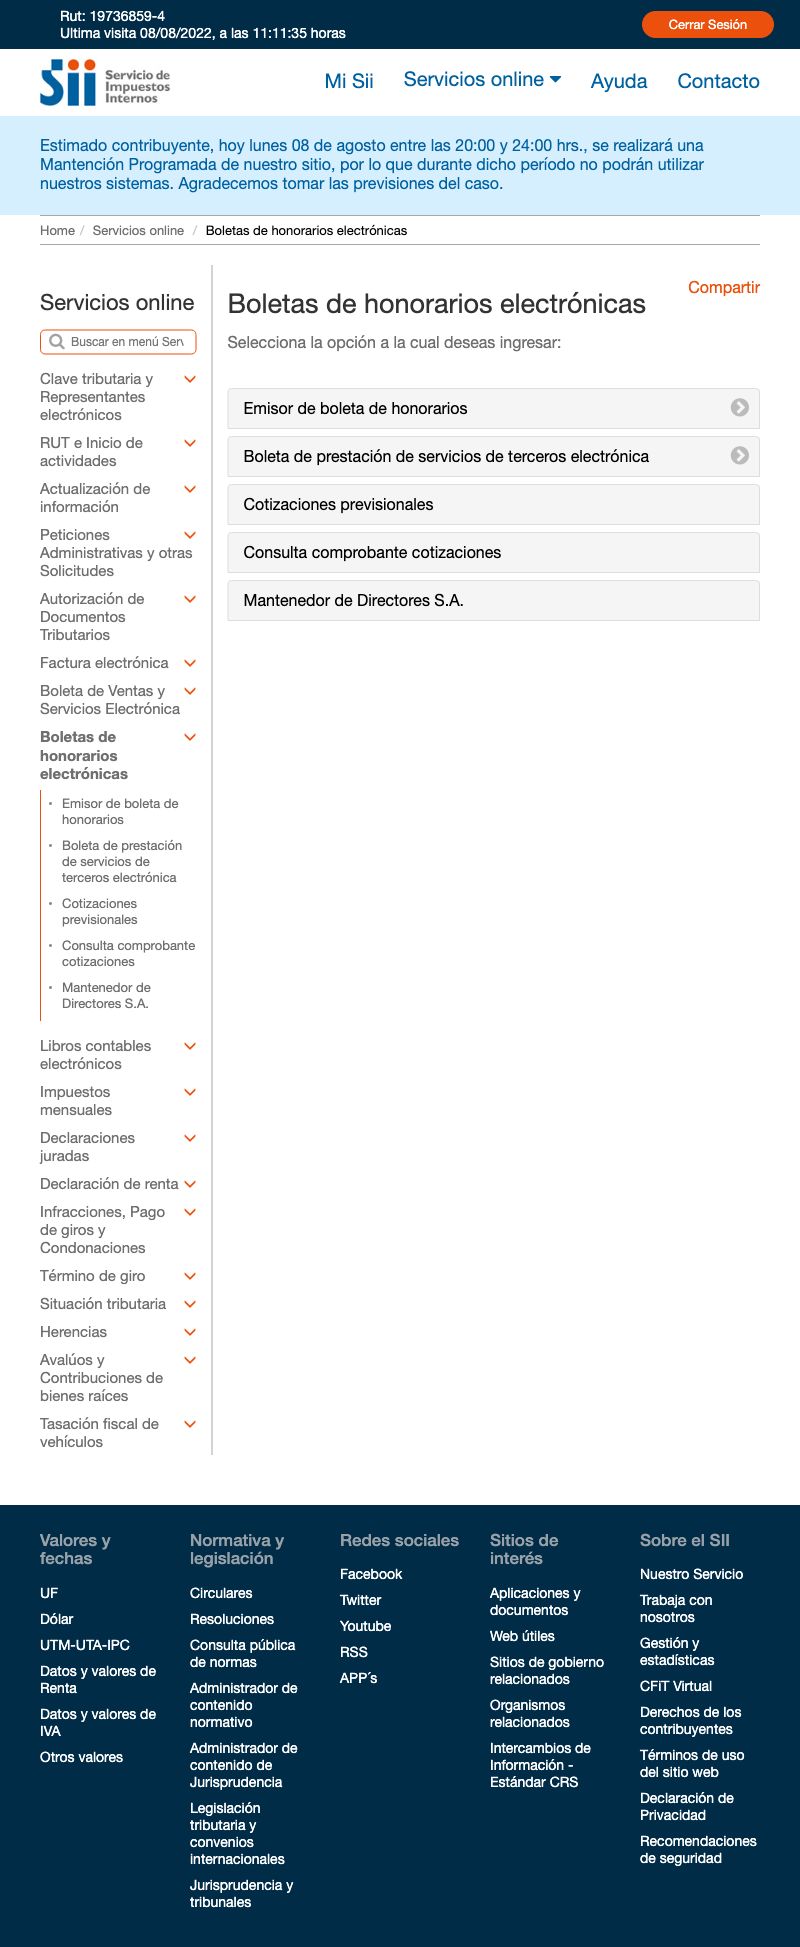 Rut: 19736859-4
Ultima visita 08/08/2022, a las 11:11:35 horas
Cerrar Sesión
Sii Servicio de
Impuestos
Internos
Mi Sii
Servicios online
Ayuda
Contacto
Estimado contribuyente, hoy lunes 08 de agosto entre las 20:00 y 24:00 hrs., se realizará una
Mantención Programada de nuestro sitio, por lo que durante dicho período no podrán utilizar
nuestros sistemas. Agradecemos tomar las previsiones del caso.
Home / Servicios online / Boletas de honorarios electrónicas
Servicios online
Buscar en menú Serv
Clave tributaria y
Representantes
electrónicos
RUT e Inicio de
actividades
Actualización de
información
Peticiones
Administrativas y otras
Solicitudes
Autorización de
Documentos
Tributarios
Factura electrónica
Boleta de Ventas y
Servicios Electrónica
Boletas de
honorarios
electrónicas
Emisor de boleta de
honorarios
Boleta de prestación
de servicios de
terceros electrónica
Cotizaciones
previsionales
Consulta comprobante
cotizaciones
Mantenedor de
Directores S.A.
Libros contables
electrónicos
Impuestos
mensuales
Declaraciones
juradas
Declaración de renta
Infracciones, Pago
de giros y
Condonaciones
Término de giro
Situación tributaria
Herencias
Avalúos y
Contribuciones de
bienes raíces
Tasación fiscal de
vehículos
Compartir
Boletas de honorarios electrónicas
Selecciona la opción a la cual deseas ingresar:
Emisor de boleta de honorarios
Boleta de prestación de servicios de terceros electrónica
Cotizaciones previsionales
Consulta comprobante cotizaciones
Mantenedor de Directores S.A.
Valores y
fechas
UF
Dólar
UTM-UTA-IPC
Datos y valores de
Renta
Datos y valores de
IVA
Otros valores
Normativa y
legislación
Circulares
Resoluciones
Consulta pública
de normas
Administrador de
contenido
normativo
Administrador de
contenido de
Jurisprudencia
Legislación
tributaria y
convenios
internacionales
Jurisprudencia y
tribunales
Redes sociales
Facebook
Twitter
Youtube
RSS
APP´s
Sitios de
interés
Aplicaciones y
documentos
Web útiles
Sitios de gobierno
relacionados
Organismos
relacionados
Intercambios de
Información -
Estándar CRS
Sobre el SII
Nuestro Servicio
Trabaja con
nosotros
Gestión y
estadísticas
CFiT Virtual
Derechos de los
contribuyentes
Términos de uso
del sitio web
Declaración de
Privacidad
Recomendaciones
de seguridad